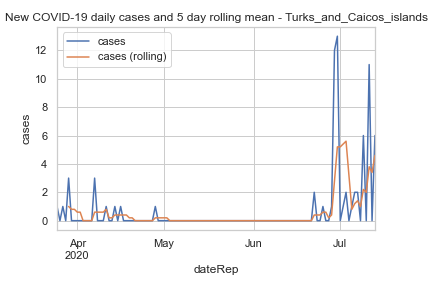 New COVID-19 daily cases and 5 day rolling mean - Turks_and_Caicos_islands
cases
cases (rolling)
12
10
8
6
4
2
0
cases
Apr
2020
May
Jun
Jul
dateRep